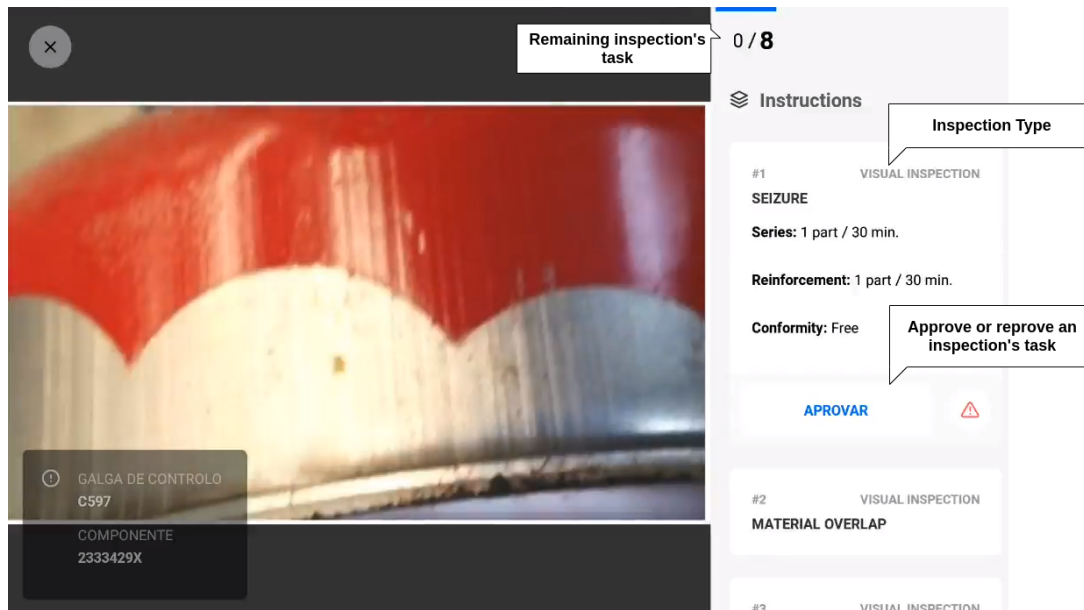 Remaining inspection's
task
0 / 8
Instructions
Inspection Type
#1 VISUAL INSPECTION
SEIZURE
Series: 1 part / 30 min.
Reinforcement: 1 part / 30 min.
Conformity: Free
Approve or reprove an
inspection's task
APROVAR
GALGA DE CONTROLO
C597
COMPONENTE
2333429X
#2 VISUAL INSPECTION
MATERIAL OVERLAP
#3 VISUAL INSPECTION